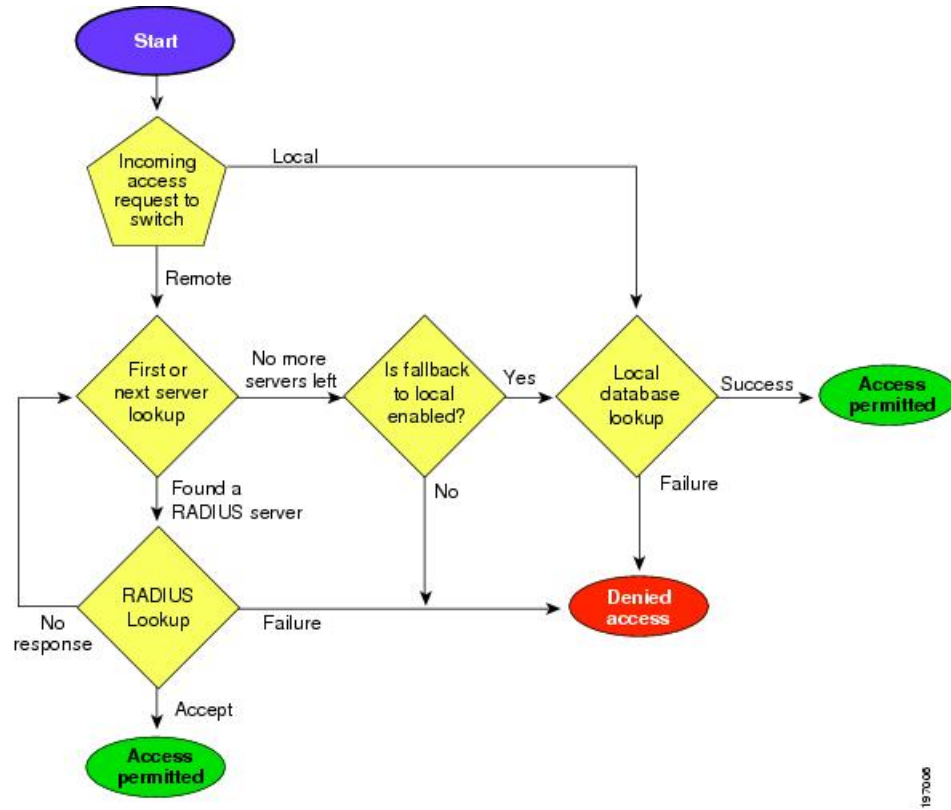 Start
Incoming
access
request to
switch
Local
Remote
First or
next server
lookup
No more
servers left
Is fallback
to local
enabled?
Yes
Local
database
lookup
Success
Access
permitted
Found a
RADIUS server
No
Failure
RADIUS
Lookup
No
response
Failure
Denied
access
Accept
Access
permitted
197006